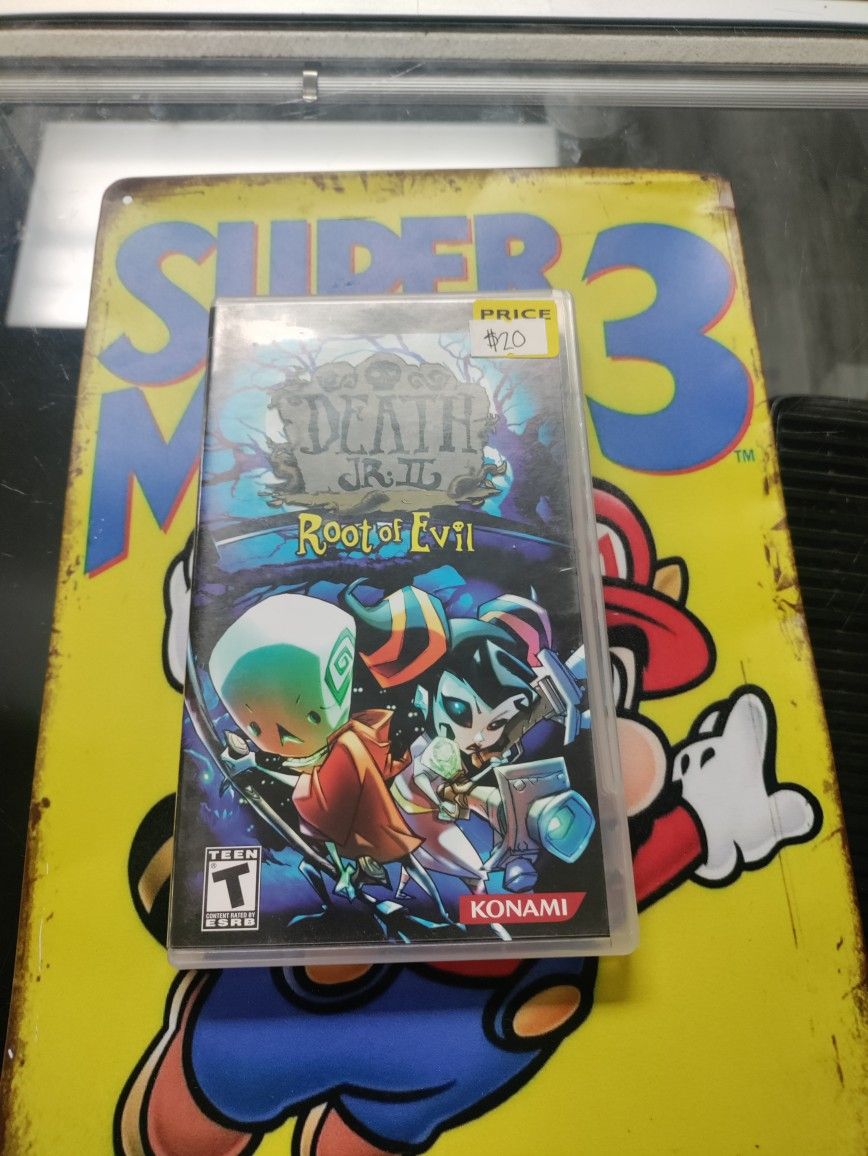 SUPER
M 3
TM
PRICE
$20
DEATH
JR: II
Root of Evil
M
TEEN
T
®
CONTENT RATED BY
ESRB
KONAMI